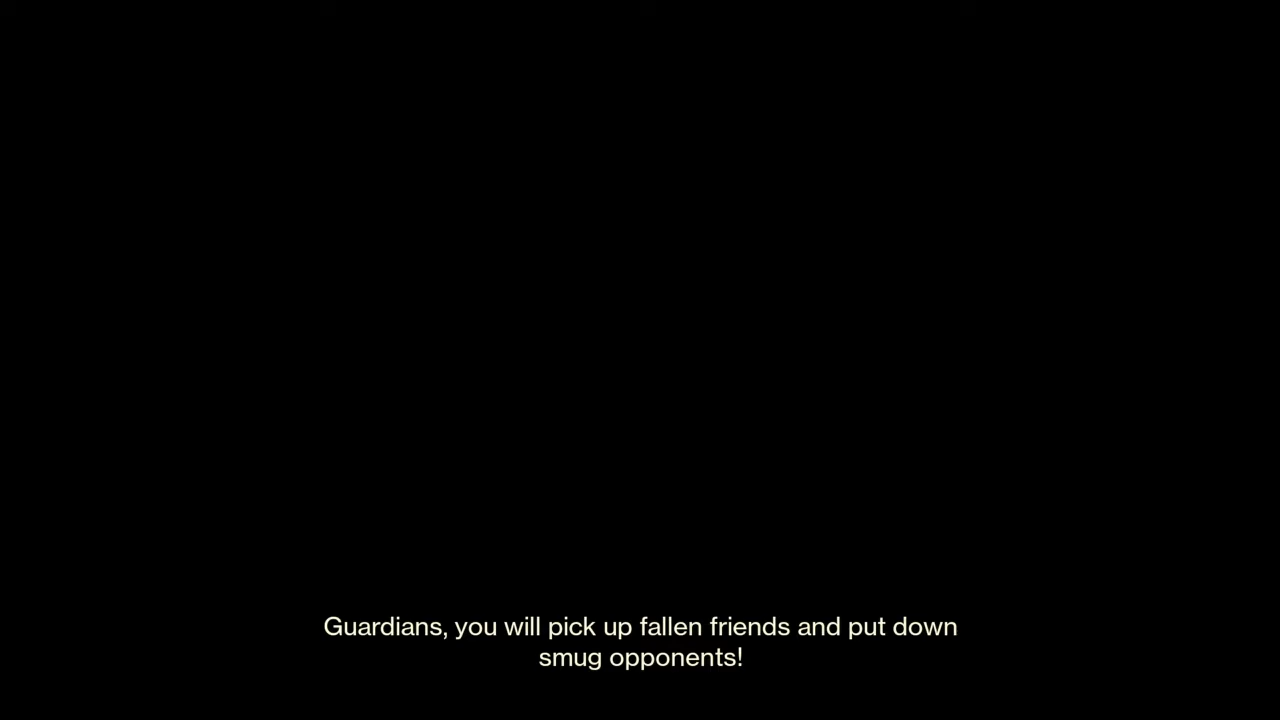 Guardians, you will pick up fallen friends and put down
smug opponents!